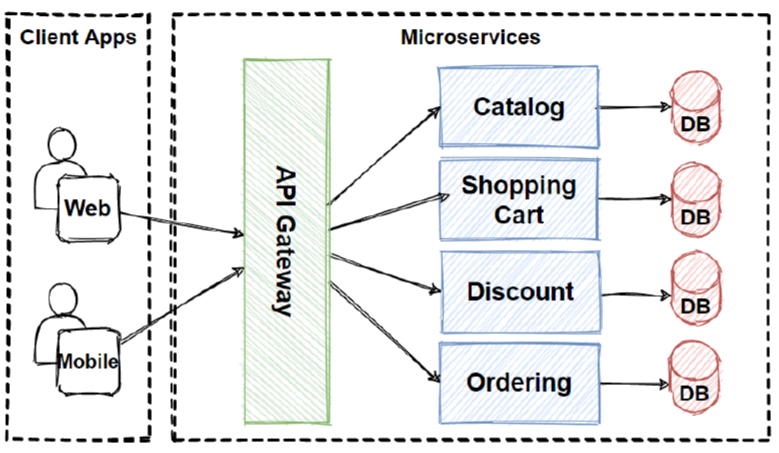 Client Apps
Microservices
Web
Mobile
API Gateway
Catalog
DB
Shopping
Cart
DB
Discount
DB
Ordering
DB